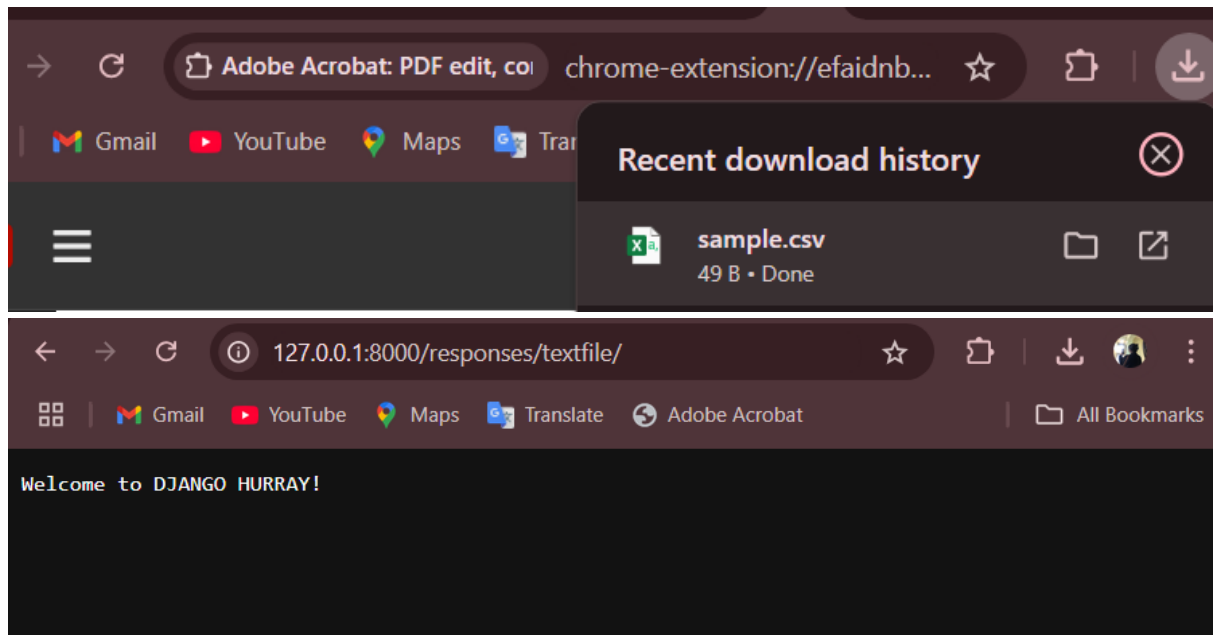 Adobe Acrobat: PDF edit, co
chrome-extension://efaidnb...
Gmail
YouTube
Maps
Tran
Recent download history
sample.csv
49 B • Done
127.0.0.1:8000/responses/textfile/
Gmail
YouTube
Maps
Translate
Adobe Acrobat
All Bookmarks
Welcome to DJANGO HURRAY!